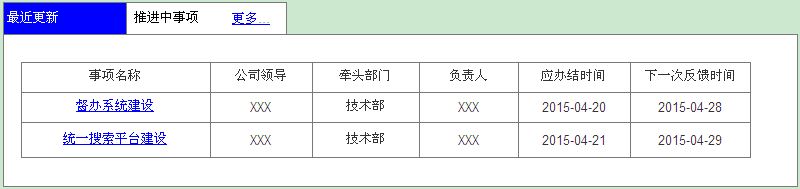 最近更新 推进中事项 更多...
事项名称 公司领导 牵头部门 负责人 应办结时间 下一次反馈时间
督办系统建设 XXX 技术部 XXX 2015-04-20 2015-04-28
统一搜索平台建设 XXX 技术部 XXX 2015-04-21 2015-04-29